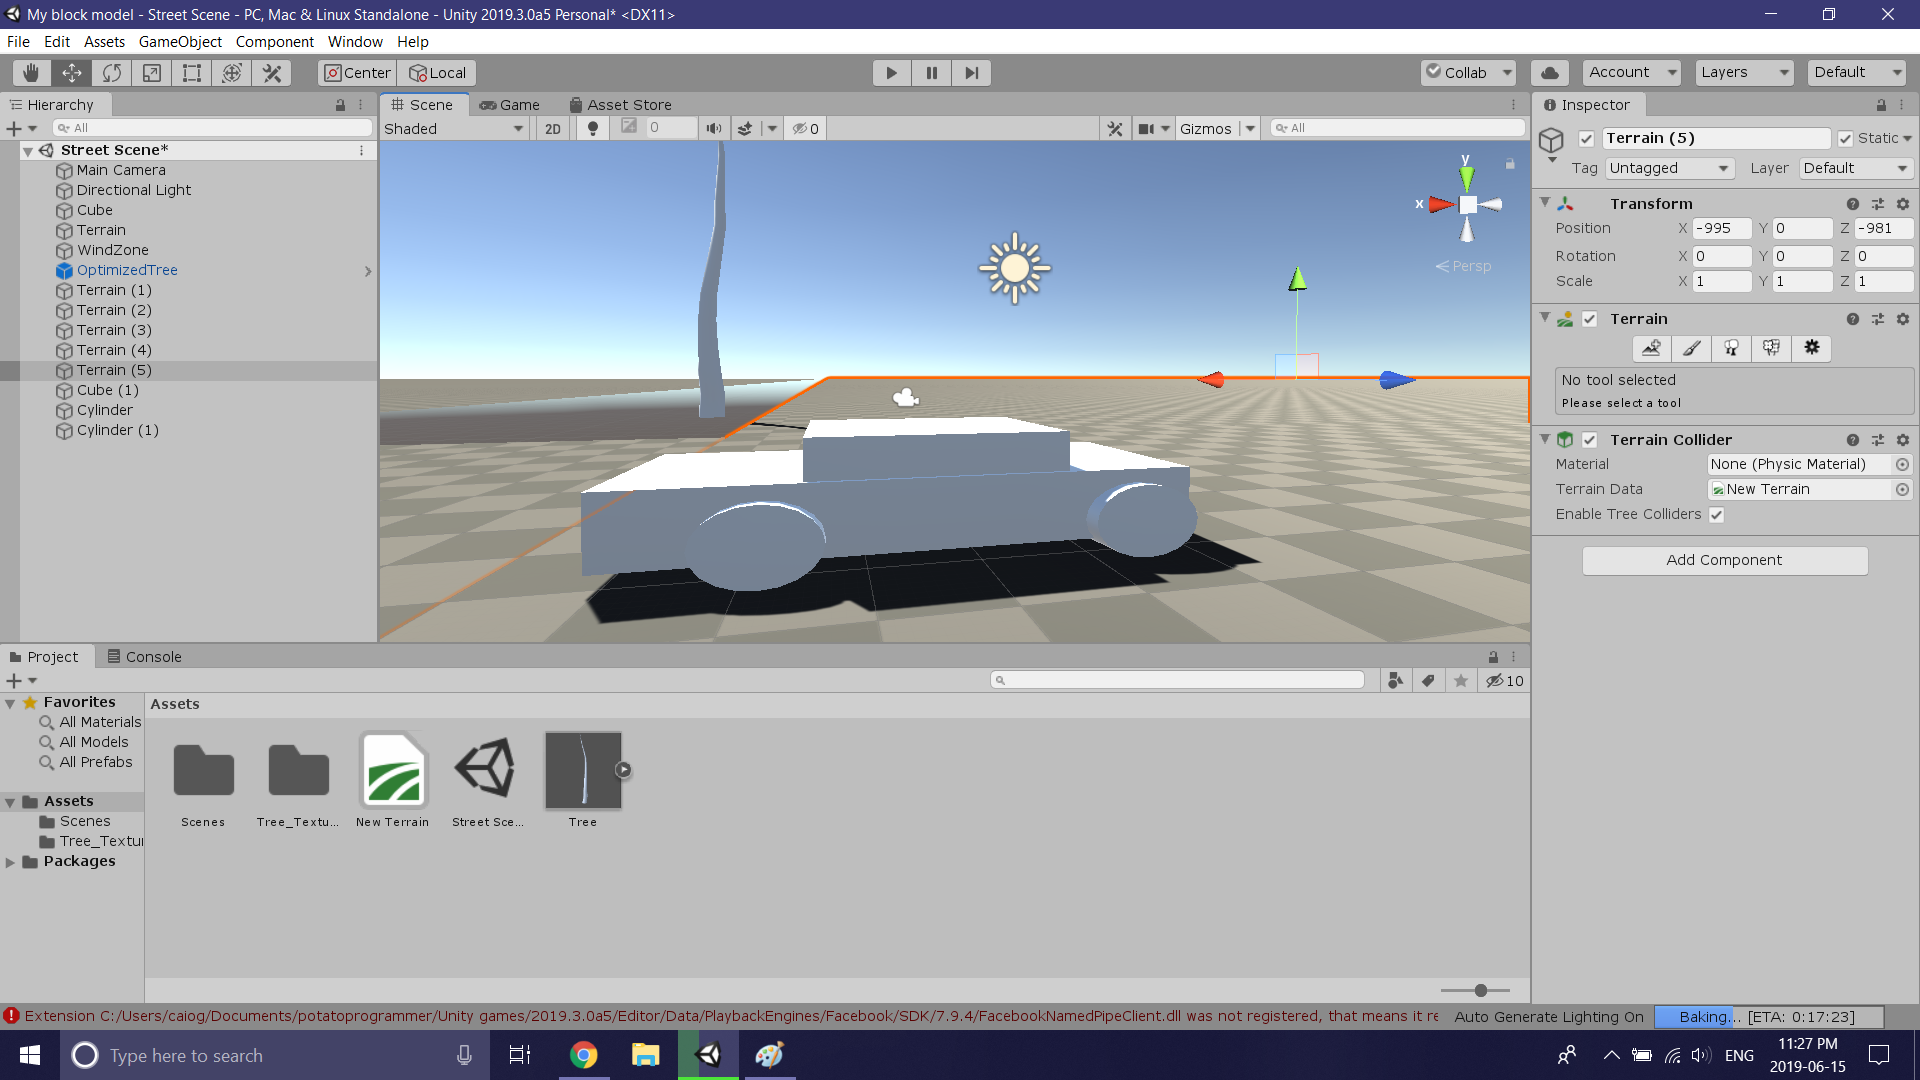 My block model - Street Scene - PC, Mac & Linux Standalone - Unity 2019.3.0a5 Personal* <DX11>
File Edit Assets GameObject Component Window Help
Center Local Collab Account Layers Default
Hierarchy
All
Street Scene*
Main Camera
Directional Light
Cube
Terrain
WindZone
OptimizedTree
Terrain (1)
Terrain (2)
Terrain (3)
Terrain (4)
Terrain (5)
Cube (1)
Cylinder
Cylinder (1)
Scene Game Asset Store
Shaded 2D 0 0 Gizmos All
y
x
Persp
Inspector
Terrain (5) Static
Tag Untagged Layer Default
Transform
Position X -995 Y 0 Z -981
Rotation X 0 Y 0 Z 0
Scale X 1 Y 1 Z 1
Terrain
No tool selected
Please select a tool
Terrain Collider
Material None (Physic Material)
Terrain Data New Terrain
Enable Tree Colliders
Add Component
Project Console
10
Favorites
All Materials
All Models
All Prefabs
Assets
Scenes
Tree_Textu
Packages
Assets
Scenes Tree_Textu... New Terrain Street Sce... Tree
Extension C:/Users/caiog/Documents/potatoprogrammer/Unity games/2019.3.0a5/Editor/Data/PlaybackEngines/Facebook/SDK/7.9.4/FacebookNamedPipeClient.dll was not registered, that means it re
Auto Generate Lighting On Baking... [ETA: 0:17:23]
Type here to search
ENG
11:27 PM
2019-06-15